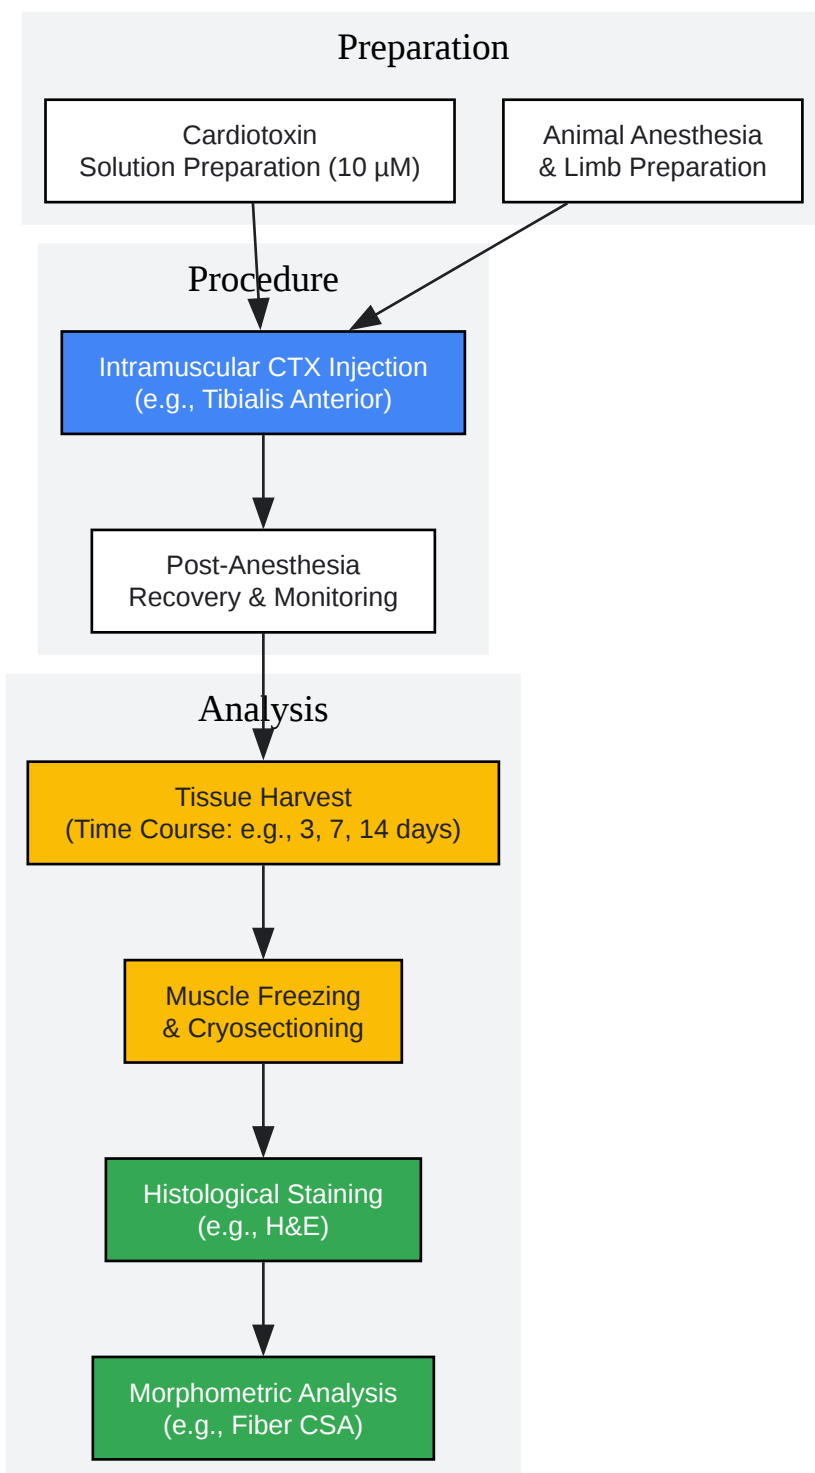 Preparation
Cardiotoxin
Solution Preparation (10 µM)
Animal Anesthesia
& Limb Preparation
Procedure
Intramuscular CTX Injection
(e.g., Tibialis Anterior)
Post-Anesthesia
Recovery & Monitoring
Analysis
Tissue Harvest
(Time Course: e.g., 3, 7, 14 days)
Muscle Freezing
& Cryosectioning
Histological Staining
(e.g., H&E)
Morphometric Analysis
(e.g., Fiber CSA)